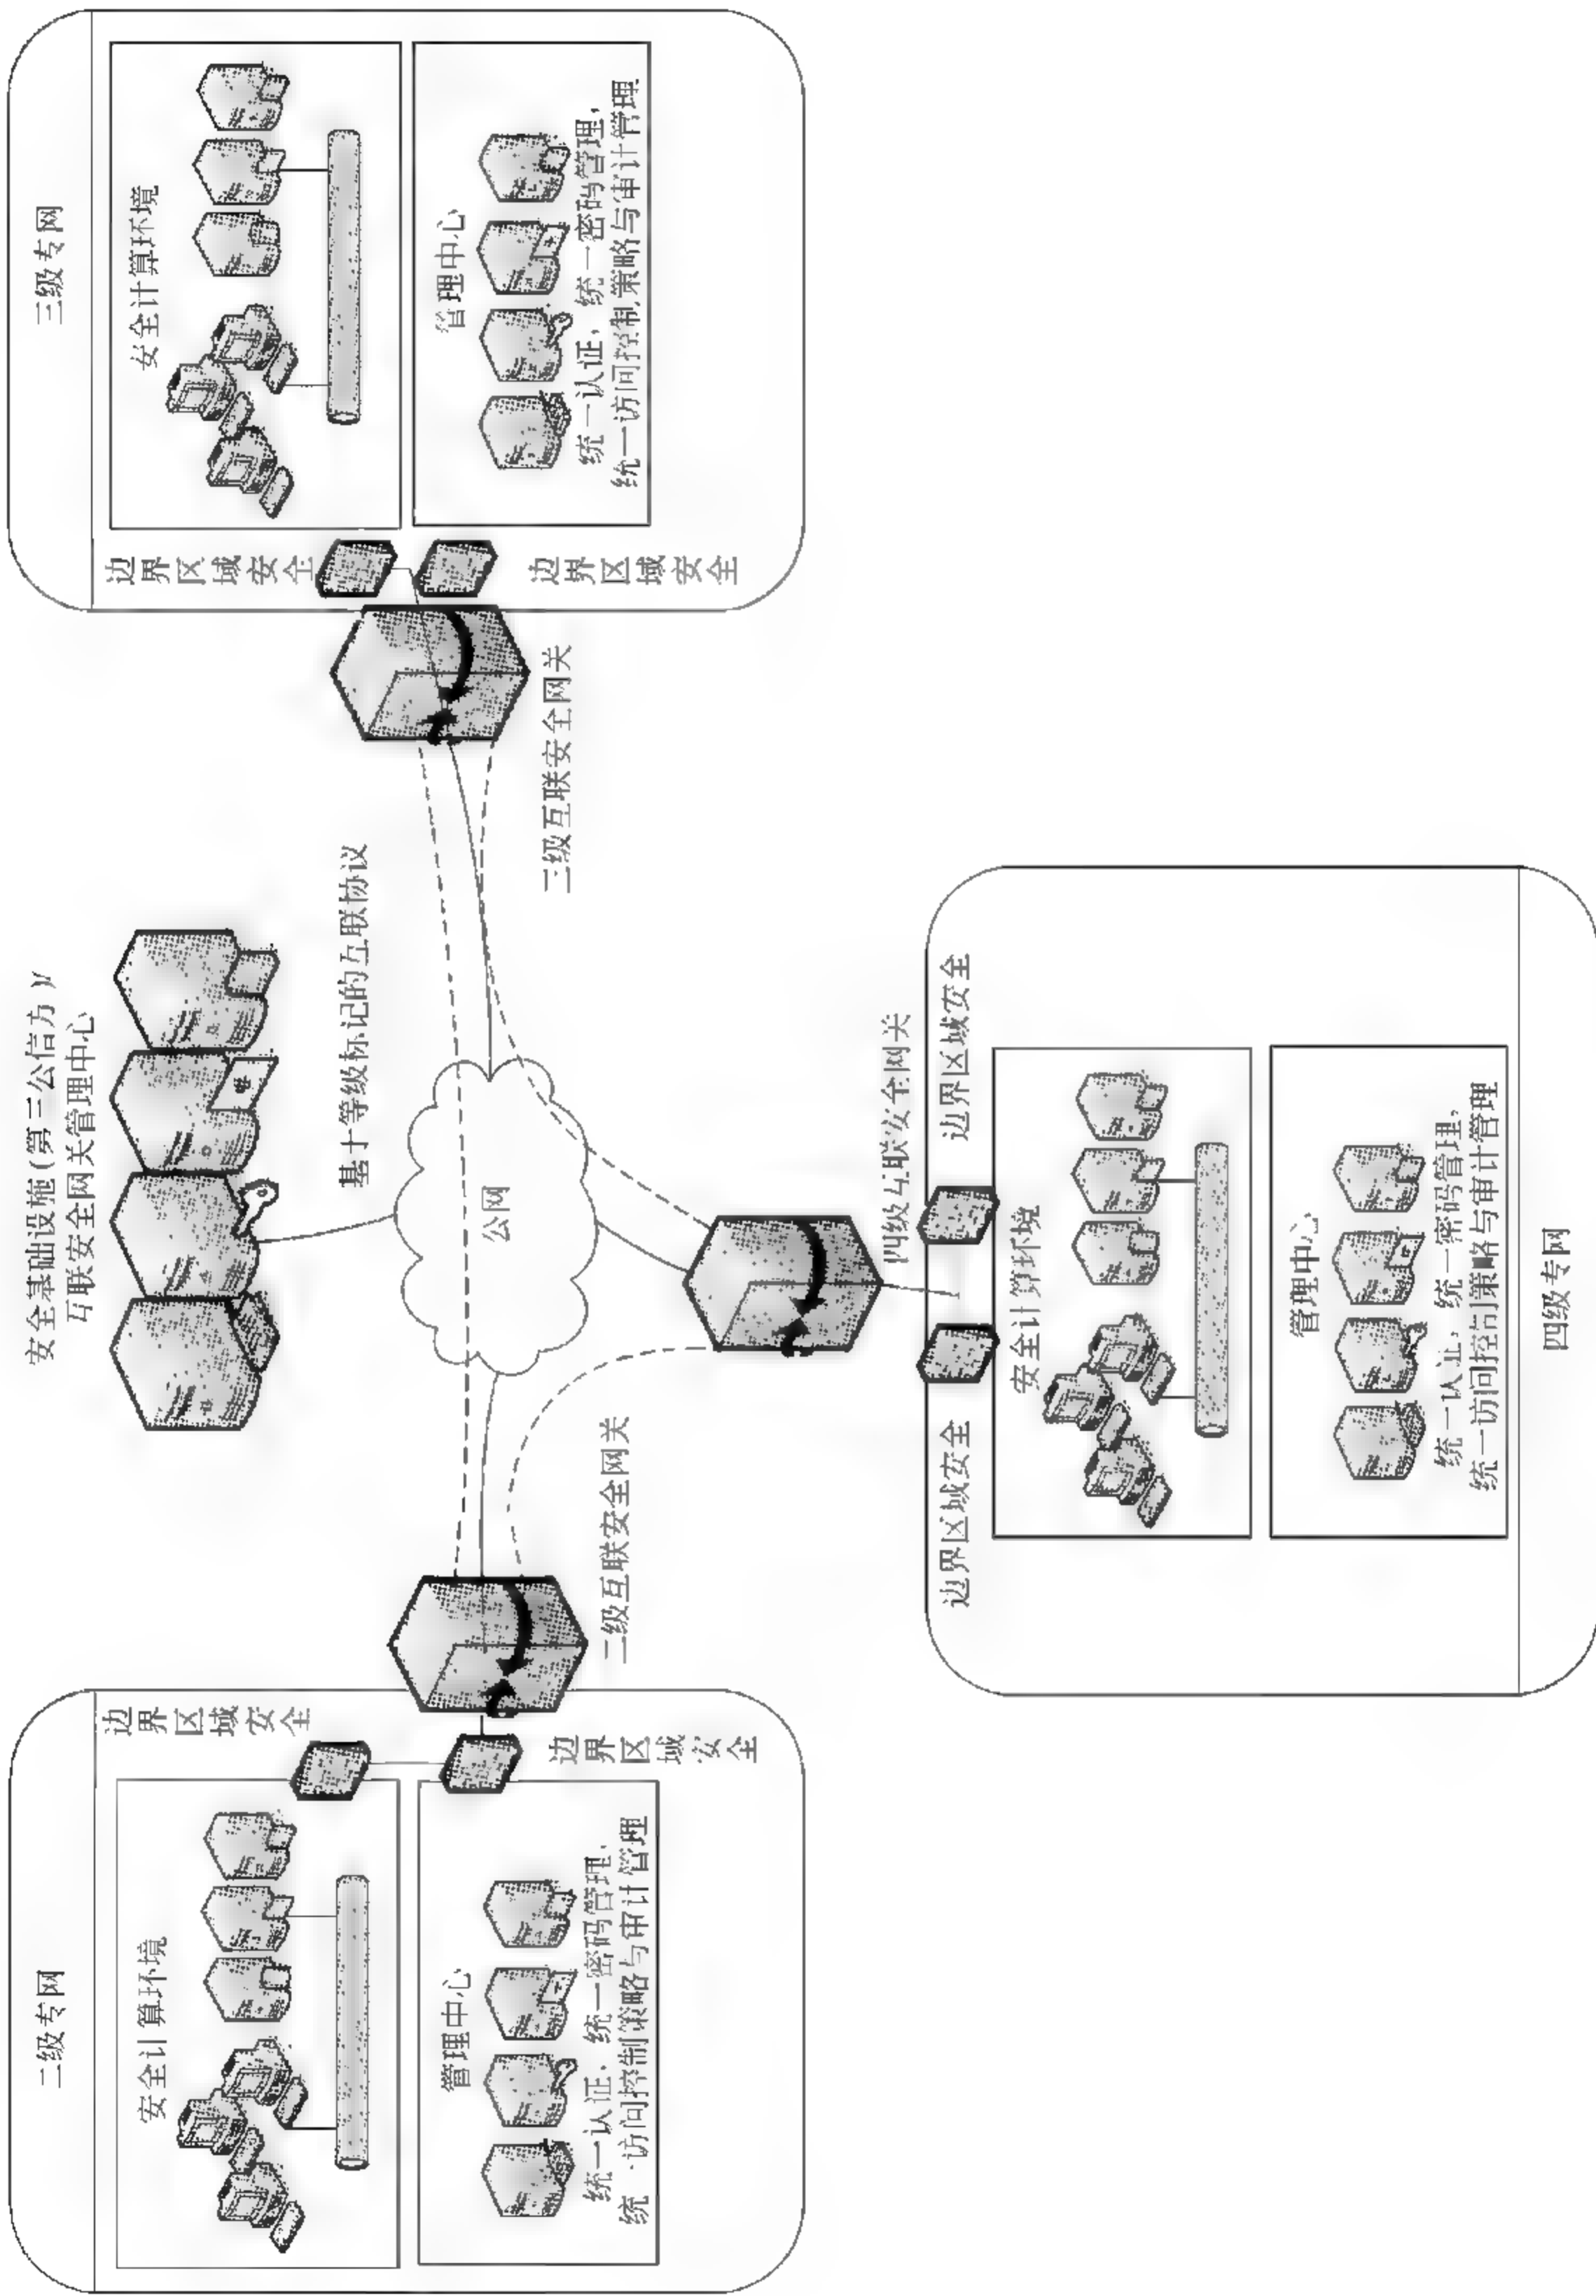 二级专网
安全计算环境
边界区域安全
管理中心
统一认证，统一密码管理，
统一访问控制策略与审计管理
边界区域安全
二级互联安全网关
安全基础设施(第三公信方)/
互联安全网关管理中心
基于等级标记的互联协议
公网
三级专网
安全计算环境
边界区域安全
管理中心
统一认证，统一密码管理，
统一访问控制策略与审计管理
边界区域安全
三级互联安全网关
四级互联安全网关
边界区域安全
边界区域安全
安全计算环境
管理中心
统一认证，统一密码管理，
统一访问控制策略与审计管理
四级专网